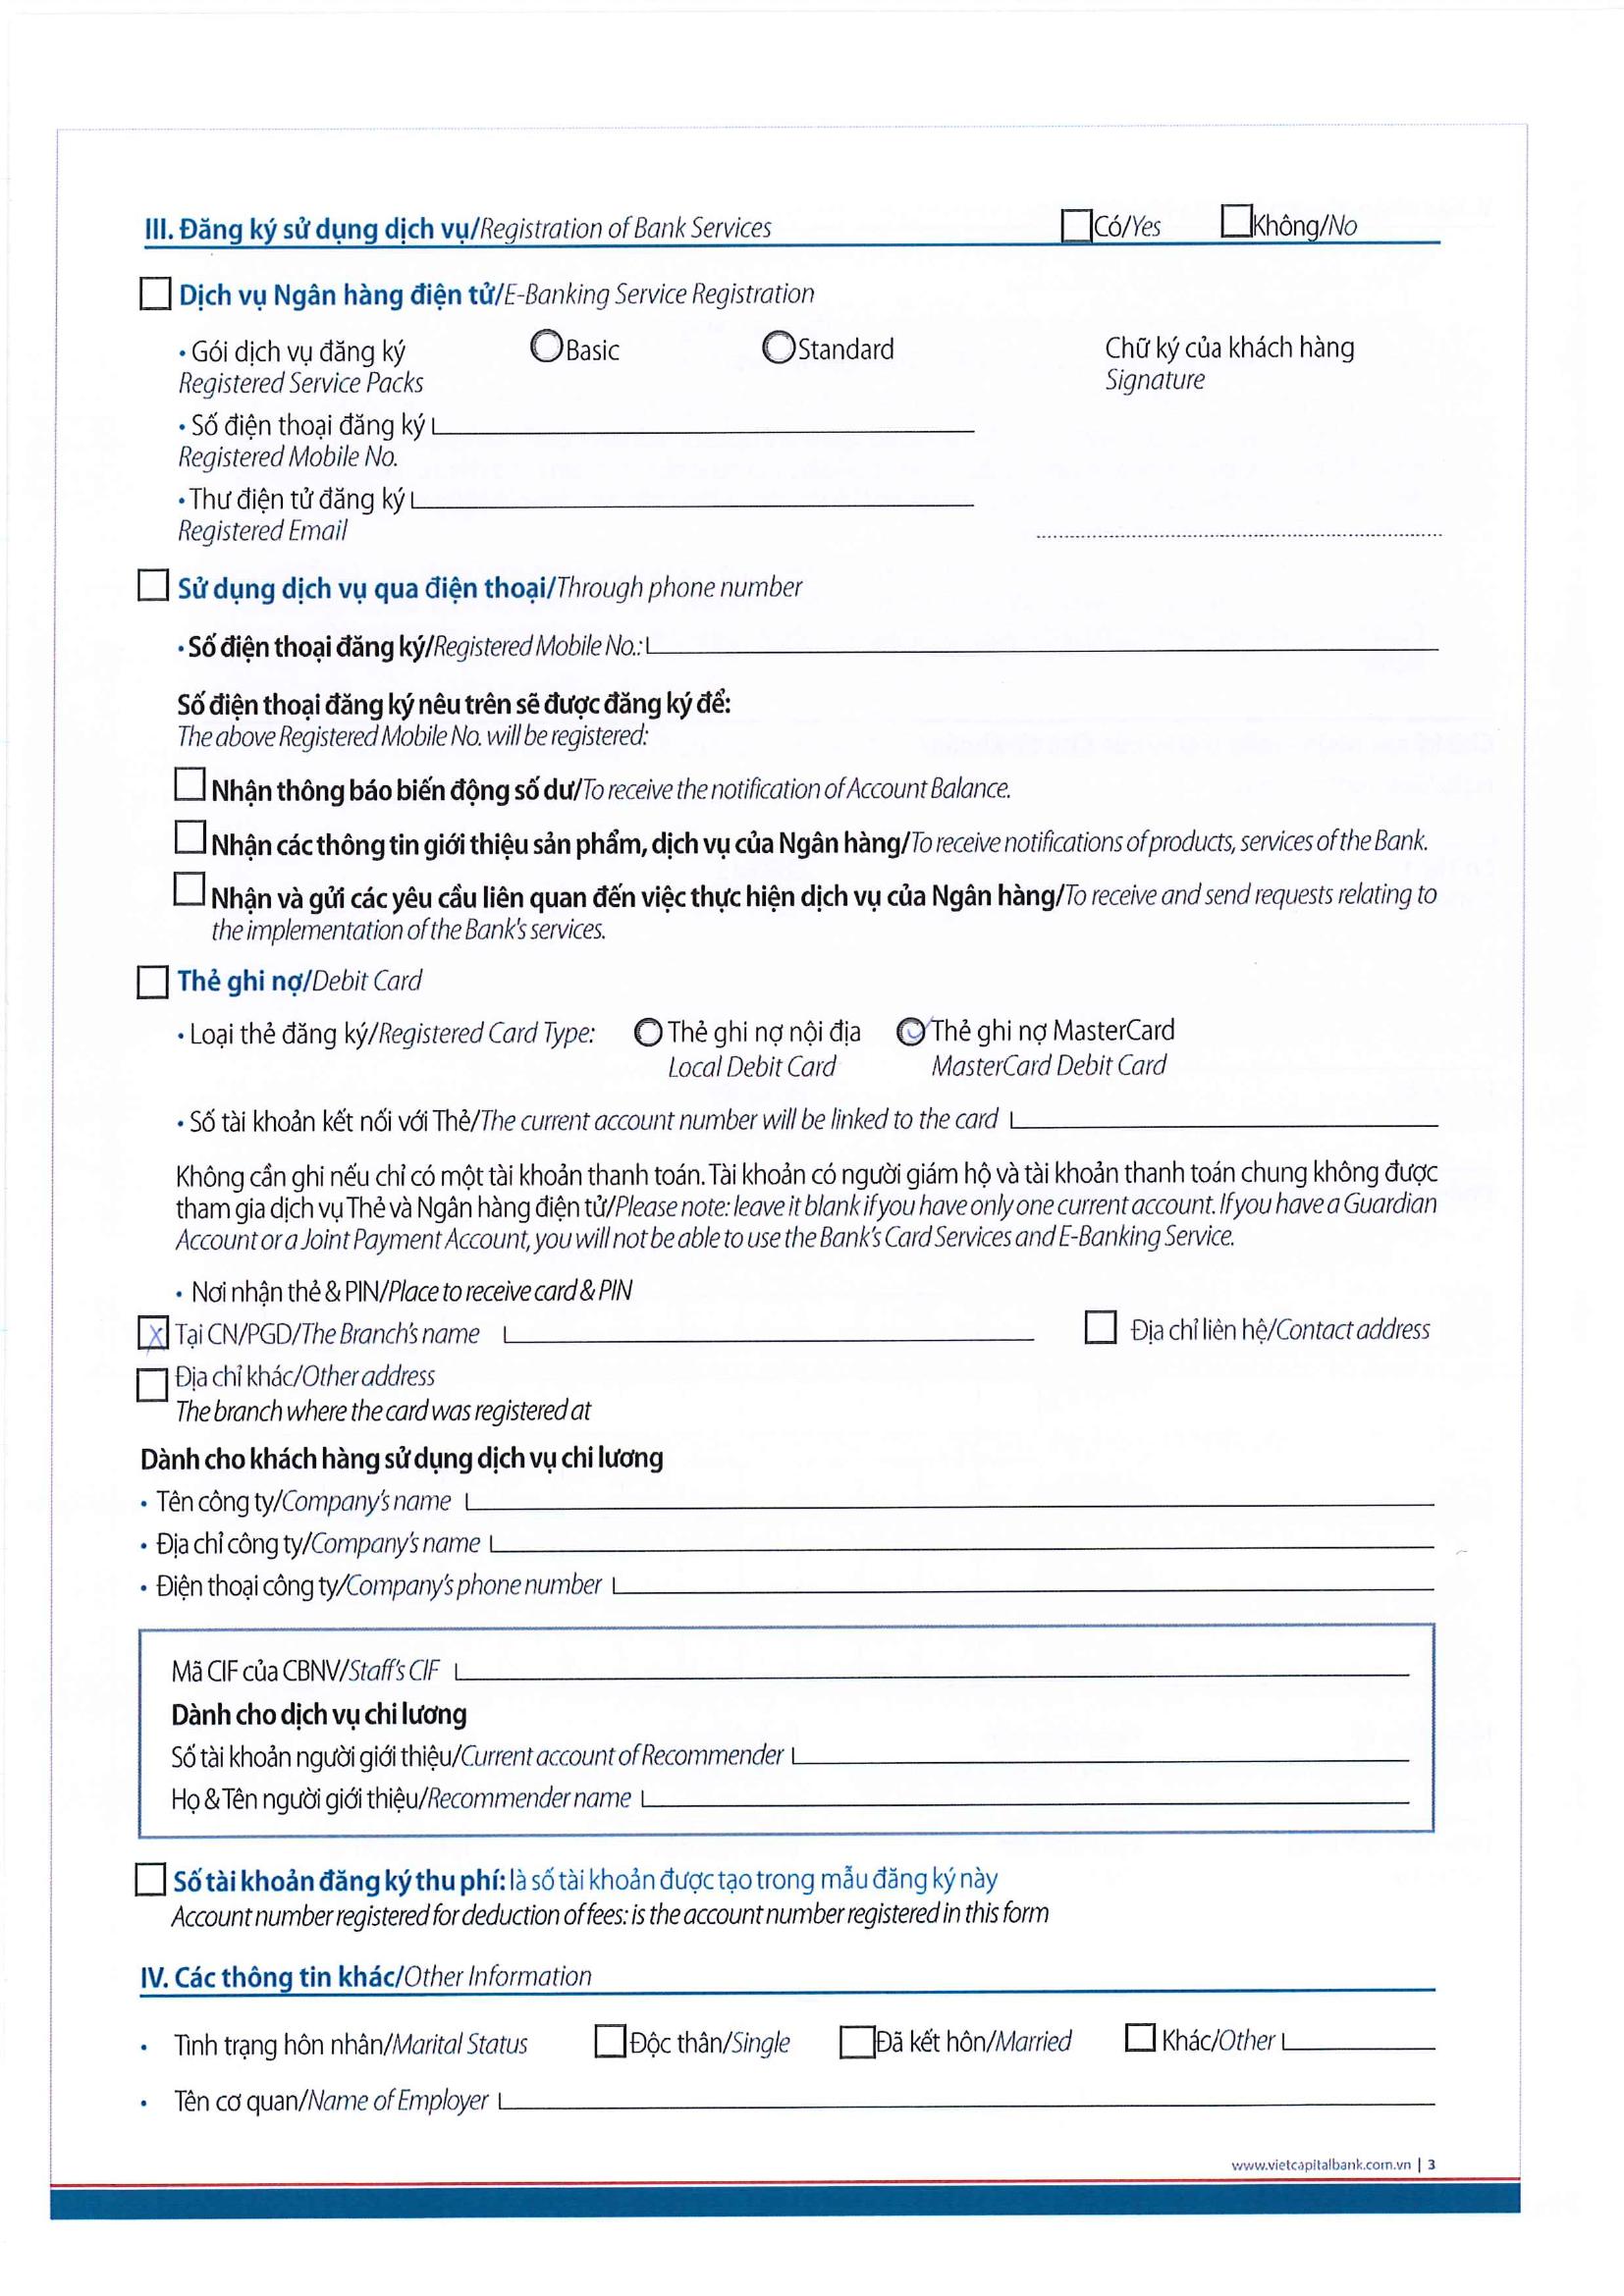 III. Đăng ký sử dụng dịch vụ/Registration of Bank Services Có/Yes Không/No
Dịch vụ Ngân hàng điện tử/E-Banking Service Registration
• Gói dịch vụ đăng ký Basic Standard Chữ ký của khách hàng
Registered Service Packs Signature
• Số điện thoại đăng ký
Registered Mobile No.
• Thư điện tử đăng ký
Registered Email
Sử dụng dịch vụ qua điện thoại/Through phone number
• Số điện thoại đăng ký/Registered Mobile No.:
Số điện thoại đăng ký nêu trên sẽ được đăng ký để:
The above Registered Mobile No. will be registered:
Nhận thông báo biến động số dư/To receive the notification of Account Balance.
Nhận các thông tin giới thiệu sản phẩm, dịch vụ của Ngân hàng/To receive notifications of products, services of the Bank.
Nhận và gửi các yêu cầu liên quan đến việc thực hiện dịch vụ của Ngân hàng/To receive and send requests relating to
the implementation of the Bank's services.
Thẻ ghi nợ/Debit Card
• Loại thẻ đăng ký/Registered Card Type: Thẻ ghi nợ nội địa Thẻ ghi nợ MasterCard
Local Debit Card MasterCard Debit Card
• Số tài khoản kết nối với Thẻ/The current account number will be linked to the card
Không cần ghi nếu chỉ có một tài khoản thanh toán. Tài khoản có người giám hộ và tài khoản thanh toán chung không được
tham gia dịch vụ Thẻ và Ngân hàng điện tử/Please note: leave it blank if you have only one current account. If you have a Guardian
Account or a Joint Payment Account, you will not be able to use the Bank's Card Services and E-Banking Service.
• Nơi nhận thẻ & PIN/Place to receive card & PIN
X Tại CN/PGD/The Branch's name Địa chỉ liên hệ/Contact address
Địa chỉ khác/Other address
The branch where the card was registered at
Dành cho khách hàng sử dụng dịch vụ chi lương
• Tên công ty/Company's name
• Địa chỉ công ty/Company's name
• Điện thoại công ty/Company's phone number
Mã CIF của CBNV/Staff's CIF
Dành cho dịch vụ chi lương
Số tài khoản người giới thiệu/Current account of Recommender
Họ & Tên người giới thiệu/Recommender name
Số tài khoản đăng ký thu phí: là số tài khoản được tạo trong mẫu đăng ký này
Account number registered for deduction of fees: is the account number registered in this form
IV. Các thông tin khác/Other Information
• Tình trạng hôn nhân/Marital Status Độc thân/Single Đã kết hôn/Married Khác/Other
• Tên cơ quan/Name of Employer
www.vietcapitalbank.com.vn | 3